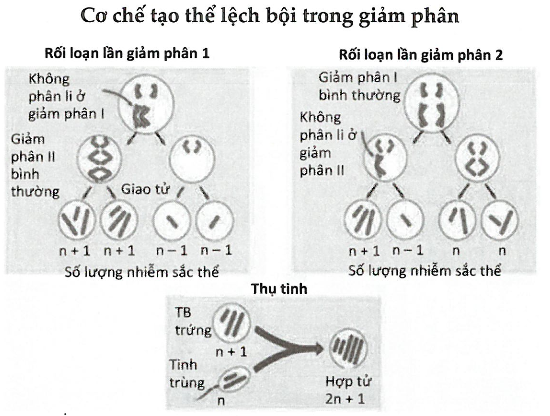 Cơ chế tạo thể lệch bội trong giảm phân
Rối loạn lần giảm phân 1
Không
phân li ở
giảm phân I
Giảm
phân II
bình
thường
Giao tử
n + 1
n + 1
n – 1
n – 1
Số lượng nhiễm sắc thể
Rối loạn lần giảm phân 2
Giảm phân I
bình thường
Không
phân li ở
giảm
phân II
n + 1
n – 1
n
n
Số lượng nhiễm sắc thể
Thụ tinh
TB
trứng
n + 1
Tinh
trùng
n
Hợp tử
2n + 1